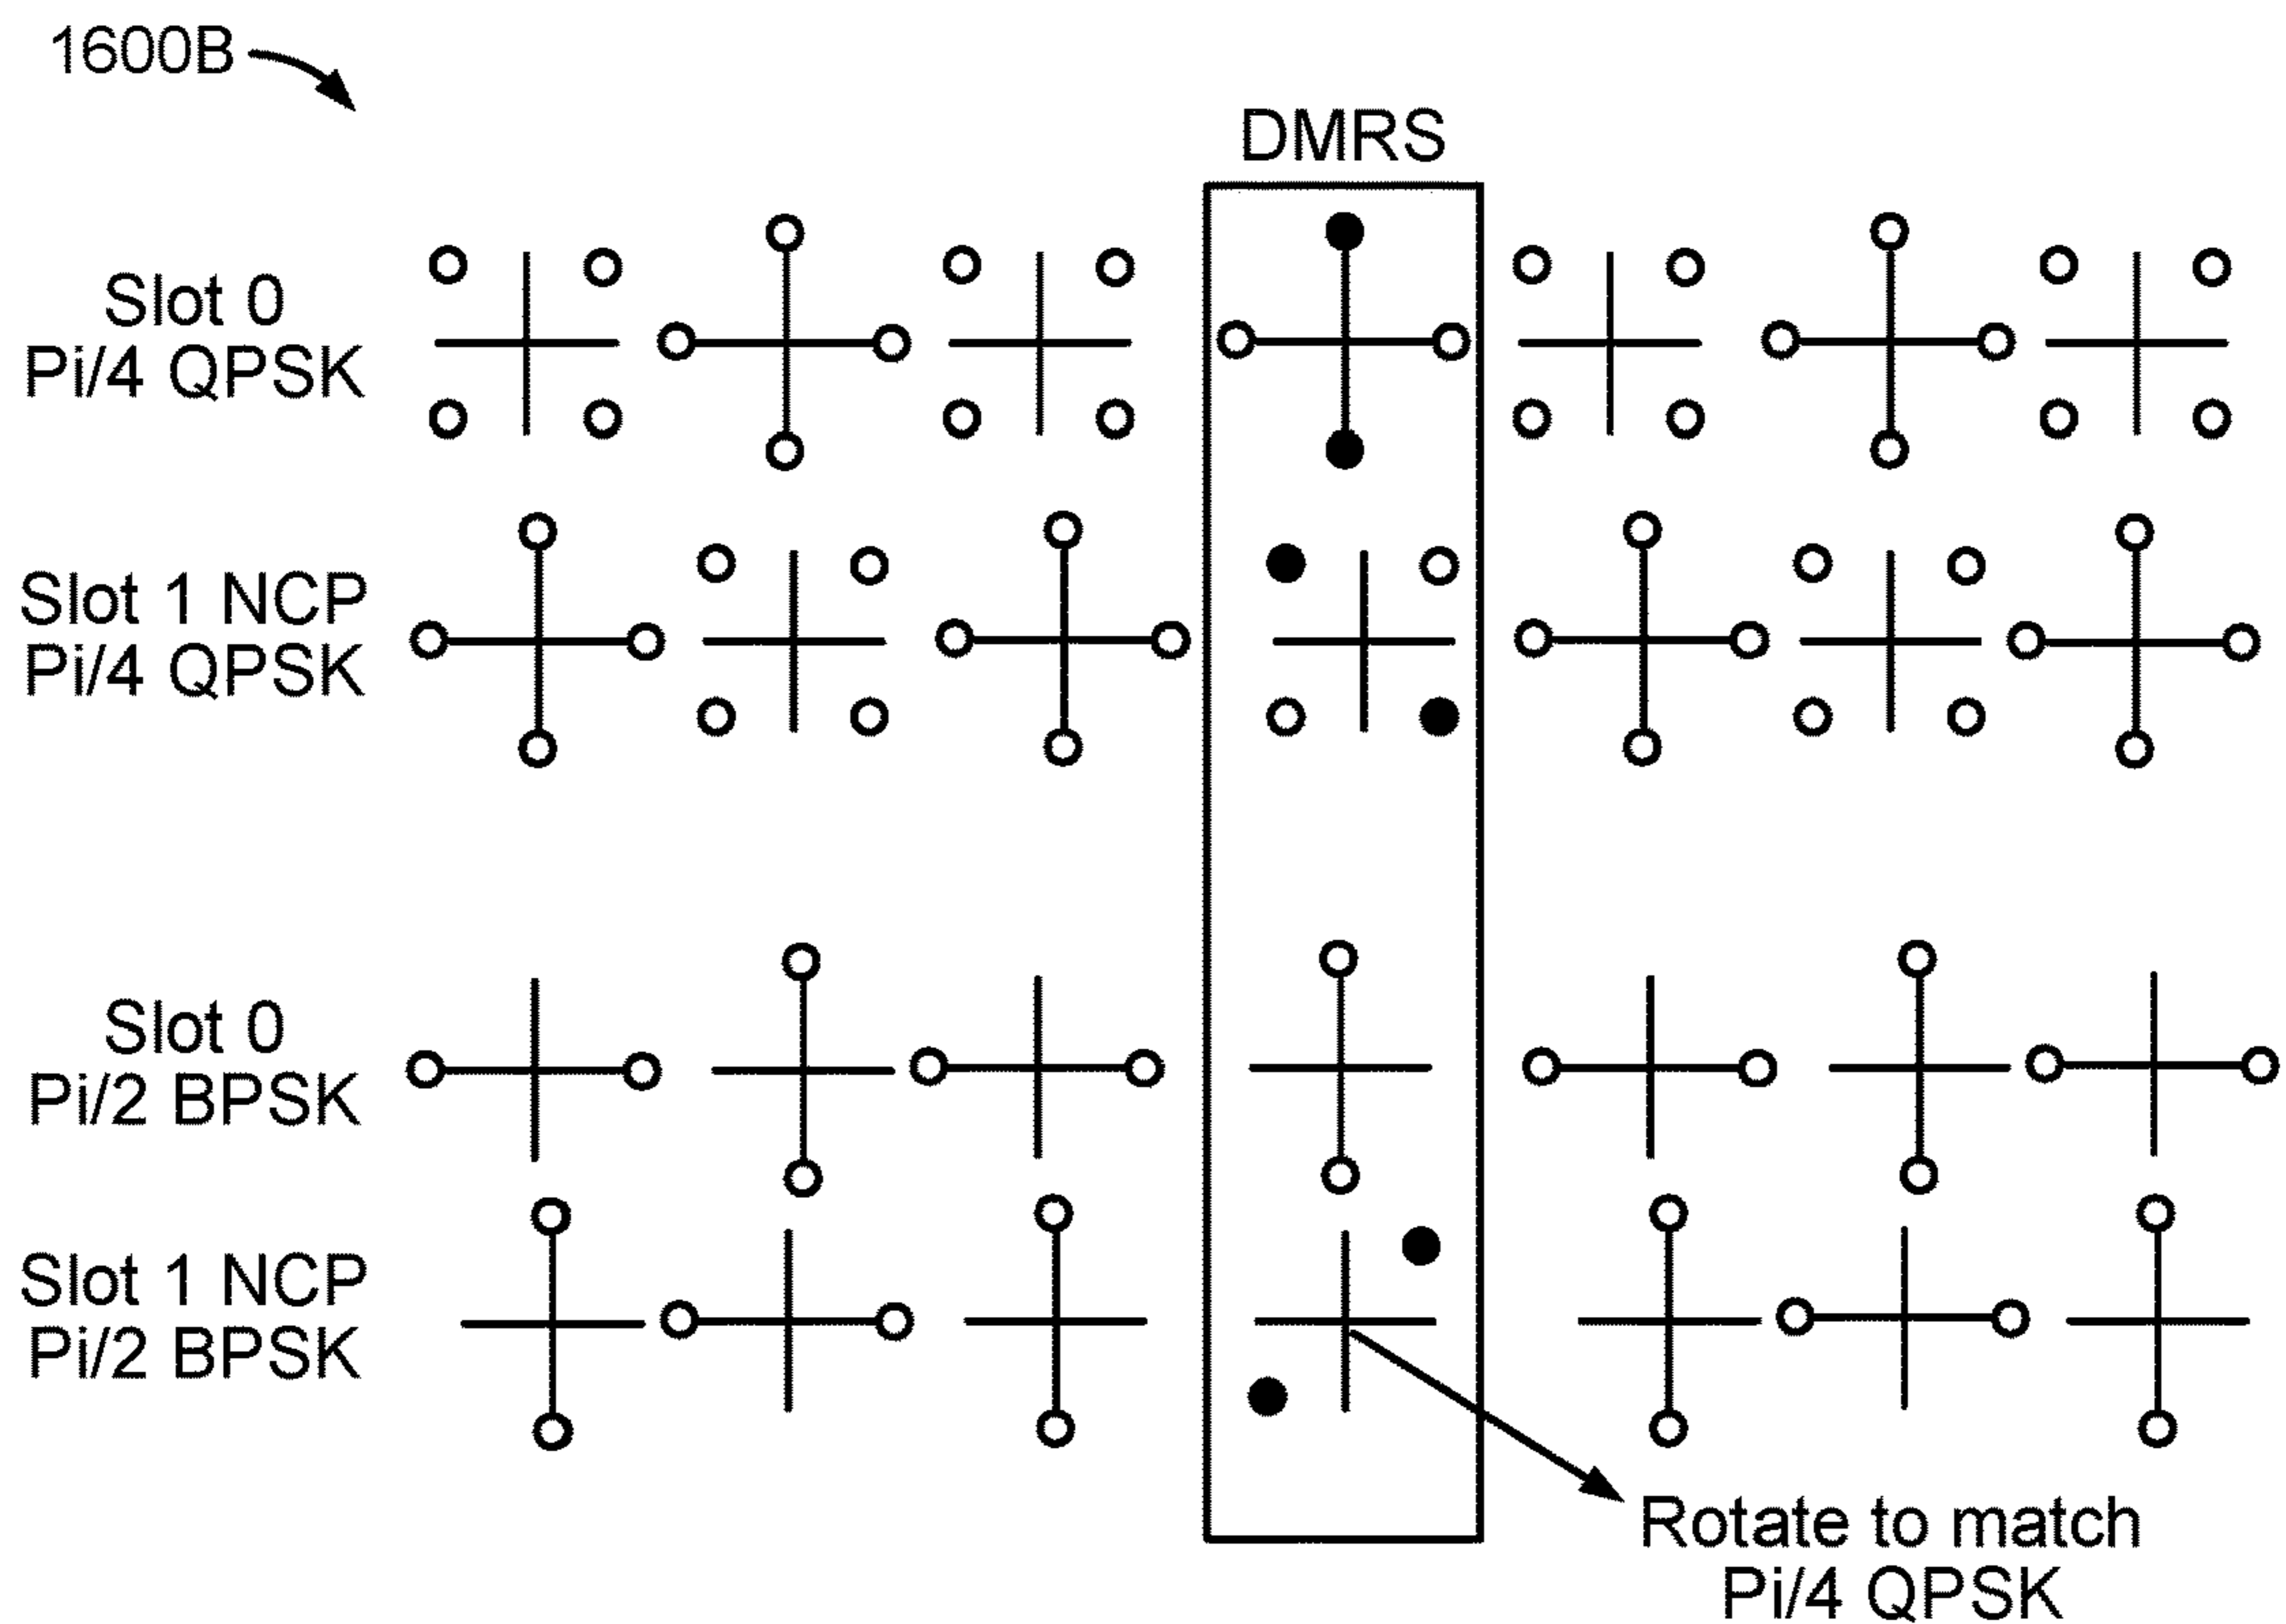 1600B
DMRS
Slot 0
Pi/4 QPSK
Slot 1 NCP
Pi/4 QPSK
Slot 0
Pi/2 BPSK
Slot 1 NCP
Pi/2 BPSK
Rotate to match
Pi/4 QPSK